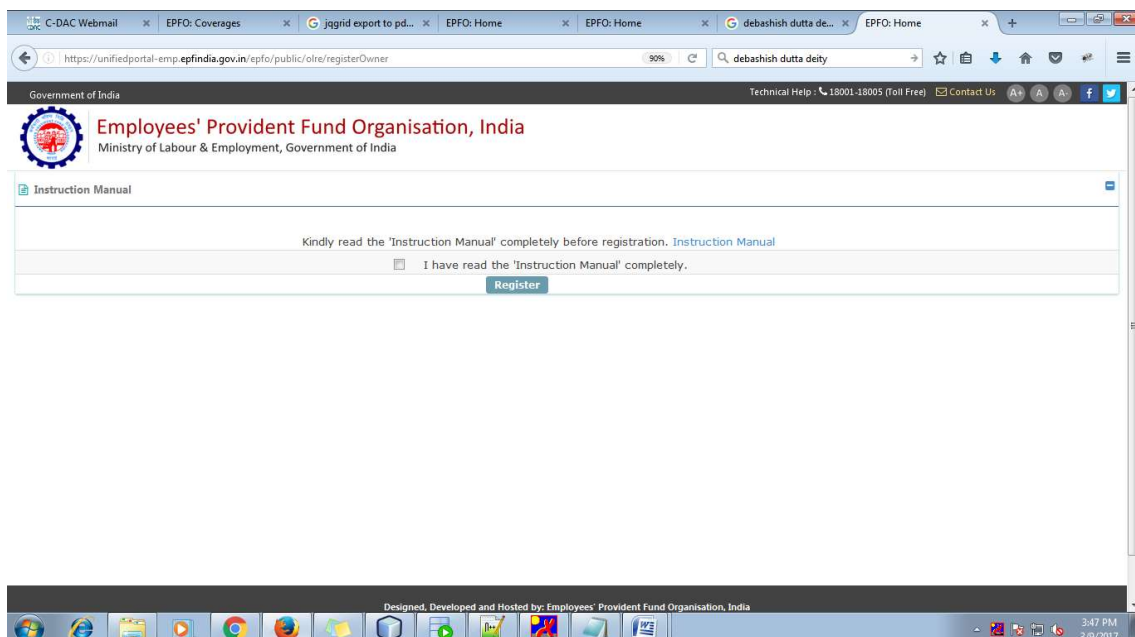 C-DAC Webmail
EPFO: Coverages
jqgrid export to pd...
EPFO: Home
EPFO: Home
debashish dutta de...
EPFO: Home
https://unifiedportal-emp.epfindia.gov.in/epfo/public/olre/registerOwner
90%
debashish dutta deity
Government of India
Technical Help : 18001-18005 (Toll Free) Contact Us A+ A A-
Employees' Provident Fund Organisation, India
Ministry of Labour & Employment, Government of India
Instruction Manual
Kindly read the 'Instruction Manual' completely before registration. Instruction Manual
I have read the 'Instruction Manual' completely.
Register
Designed, Developed and Hosted by: Employees' Provident Fund Organisation, India
3:47 PM